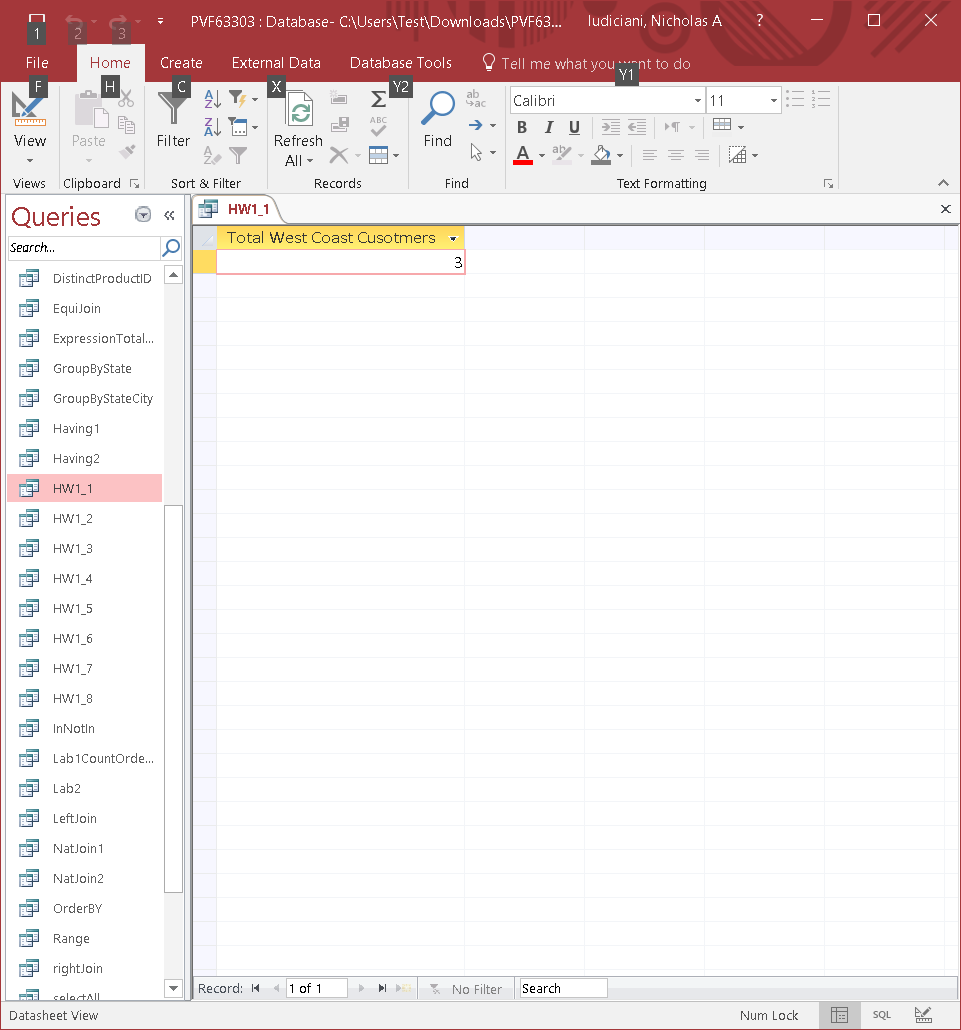 PVF63303 : Database- C:\Users\Test\Downloads\PVF63... Iudiciani, Nicholas A ?
1 2 3
File Home Create External Data Database Tools Tell me what you want to do
F H C X Y2 Y1
View Paste Filter Refresh All Find
Calibri 11
B I U
Views Clipboard Sort & Filter Records Find Text Formatting
Queries
Search...
HW1_1
Total West Coast Cusotmers
3
DistinctProductID
EquiJoin
ExpressionTotal...
GroupByState
GroupByStateCity
Having1
Having2
HW1_1
HW1_2
HW1_3
HW1_4
HW1_5
HW1_6
HW1_7
HW1_8
InNotIn
Lab1CountOrde...
Lab2
LeftJoin
NatJoin1
NatJoin2
OrderBY
Range
rightJoin
selectAll
Record: 1 of 1 No Filter Search
Datasheet View Num Lock SQL